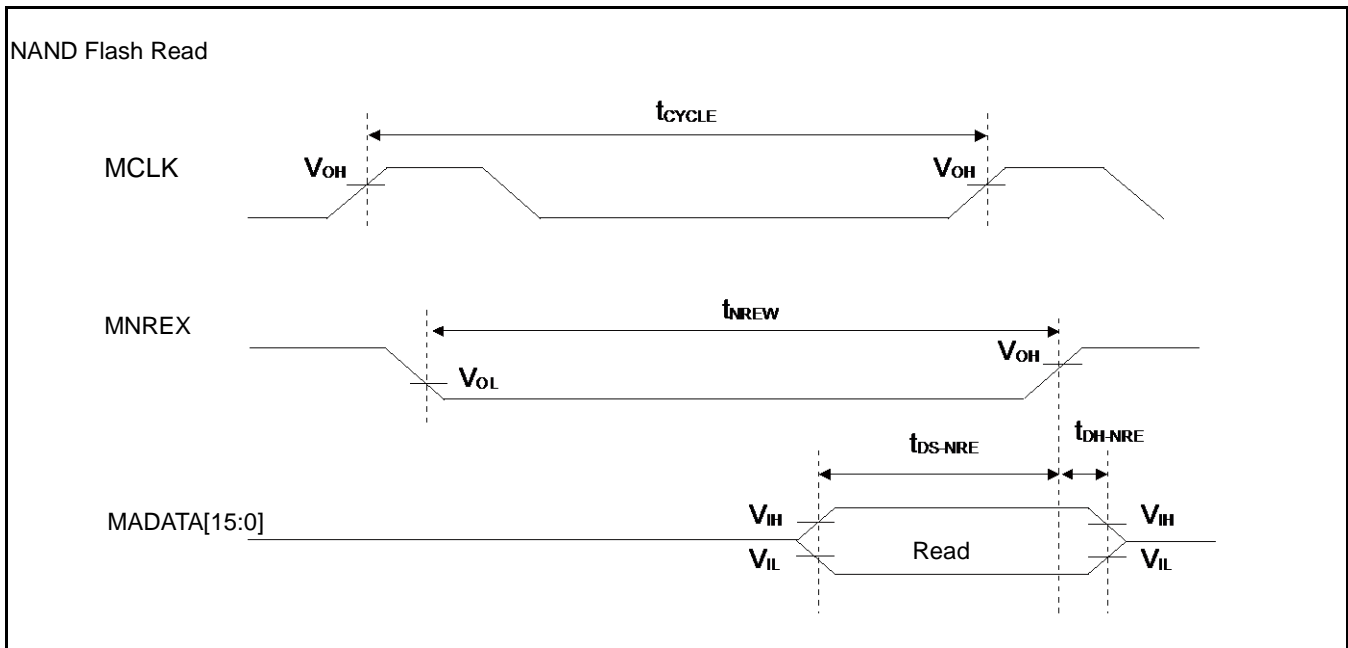 NAND Flash Read
tCYCLE
MCLK
VOH
VOH
tNREW
MNREX
VOH
VOL
tDS-NRE
tDH-NRE
MADATA[15:0]
VIH
VIH
Read
VIL
VIL